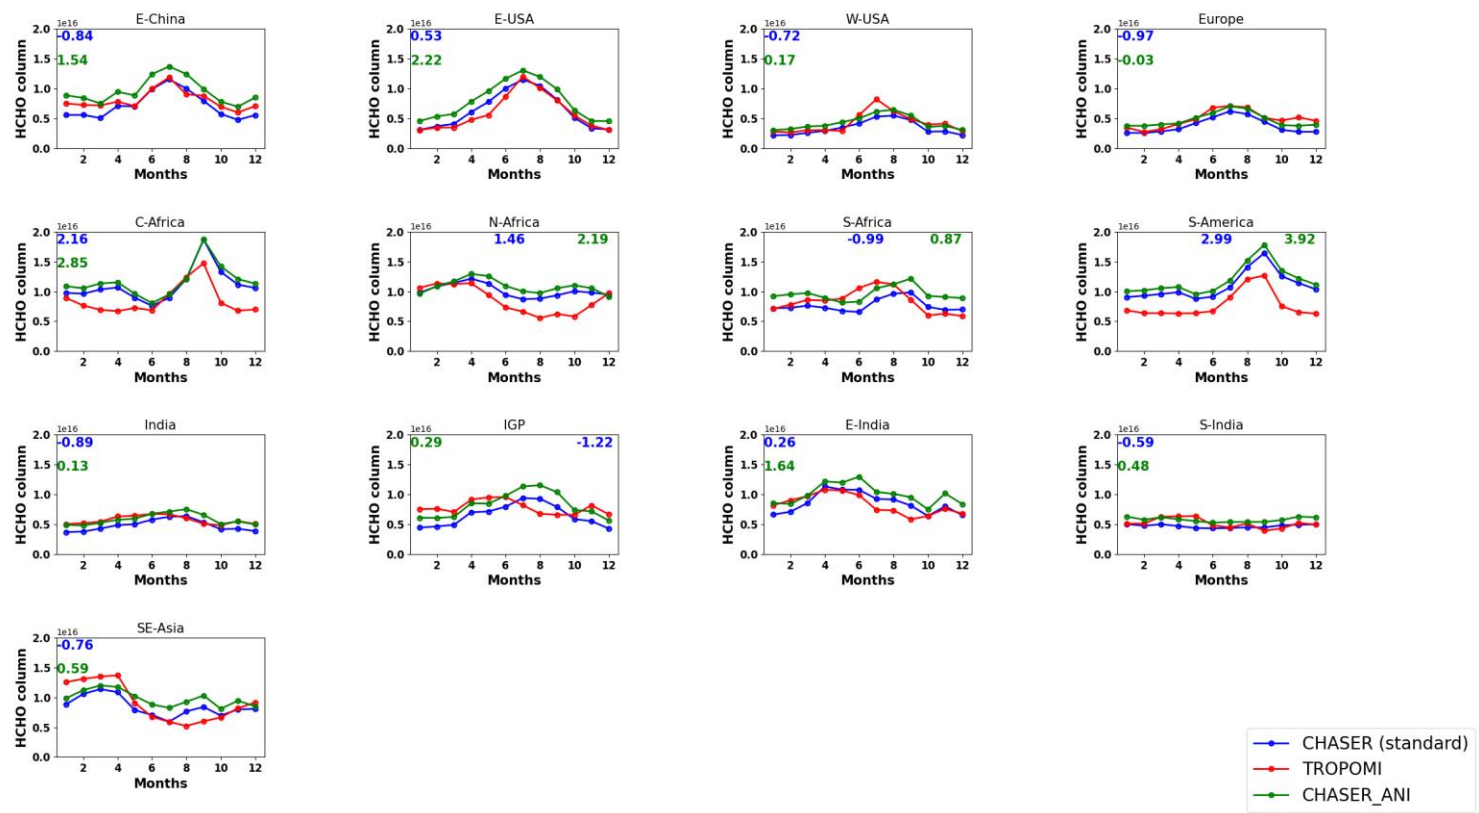 E-China
1e16
HCHO column
2.0
1.5
1.0
0.5
0.0
-0.84
1.54
2 4 6 8 10 12
Months
E-USA
1e16
HCHO column
2.0
1.5
1.0
0.5
0.0
0.53
2.22
2 4 6 8 10 12
Months
W-USA
1e16
HCHO column
2.0
1.5
1.0
0.5
0.0
-0.72
0.17
2 4 6 8 10 12
Months
Europe
1e16
HCHO column
2.0
1.5
1.0
0.5
0.0
-0.97
-0.03
2 4 6 8 10 12
Months
C-Africa
1e16
HCHO column
2.0
1.5
1.0
0.5
0.0
2.16
2.85
2 4 6 8 10 12
Months
N-Africa
1e16
HCHO column
2.0
1.5
1.0
0.5
0.0
1.46 2.19
2 4 6 8 10 12
Months
S-Africa
1e16
HCHO column
2.0
1.5
1.0
0.5
0.0
-0.99 0.87
2 4 6 8 10 12
Months
S-America
1e16
HCHO column
2.0
1.5
1.0
0.5
0.0
2.99 3.92
2 4 6 8 10 12
Months
India
1e16
HCHO column
2.0
1.5
1.0
0.5
0.0
-0.89
0.13
2 4 6 8 10 12
Months
IGP
1e16
HCHO column
2.0
1.5
1.0
0.5
0.0
0.29 -1.22
2 4 6 8 10 12
Months
E-India
1e16
HCHO column
2.0
1.5
1.0
0.5
0.0
0.26
1.64
2 4 6 8 10 12
Months
S-India
1e16
HCHO column
2.0
1.5
1.0
0.5
0.0
-0.59
0.48
2 4 6 8 10 12
Months
SE-Asia
1e16
HCHO column
2.0
1.5
1.0
0.5
0.0
-0.76
0.59
2 4 6 8 10 12
Months
CHASER (standard)
TROPOMI
CHASER_ANI